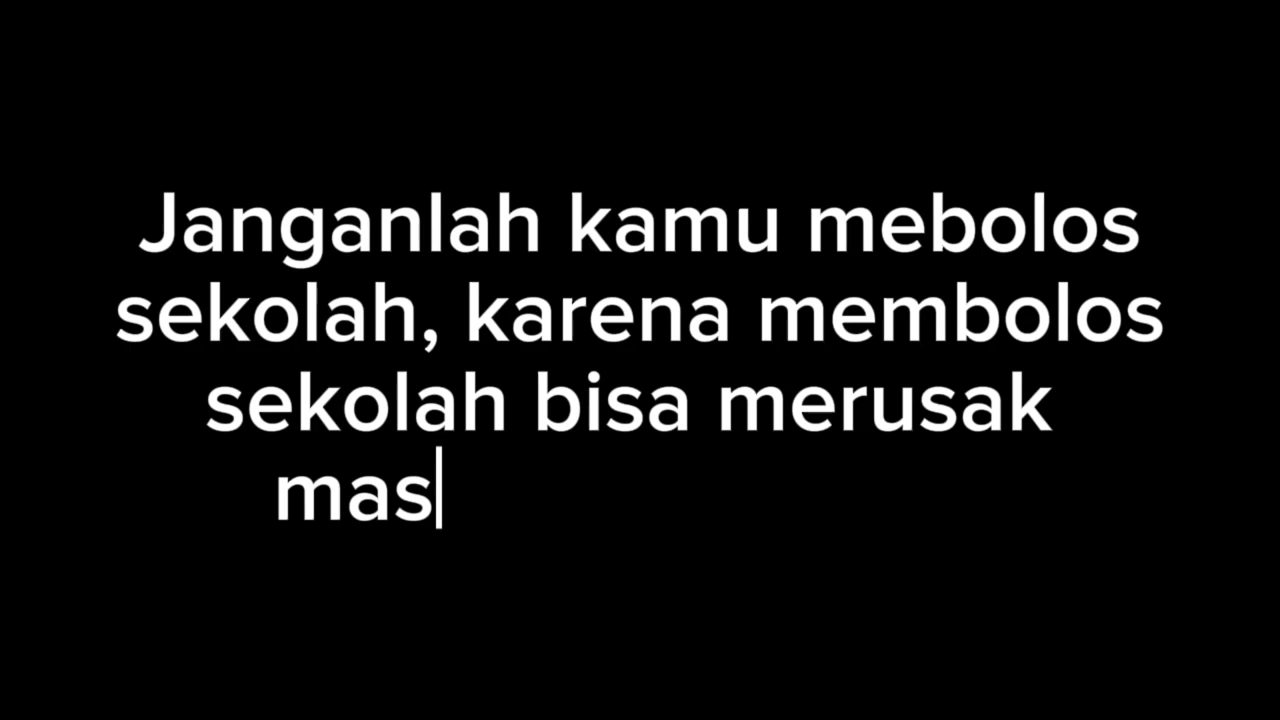 Janganlah kamu mebolos
sekolah, karena membolos
sekolah bisa merusak
mas